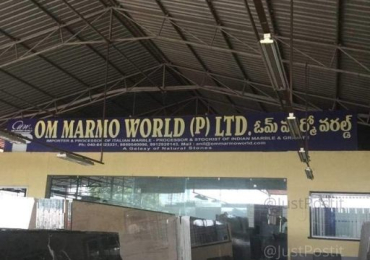 OM MARMO WORLD (P) LTD. ఓమ్ మార్మో వరల్డ్
IMPORTER & PROCESSOR OF ITALIAN MARBLE PROCESSOR & STOCKIST OF INDIAN MARBLE & GRANITE
A Galaxy of Natural Stones
@JustPostit
@JustPostit